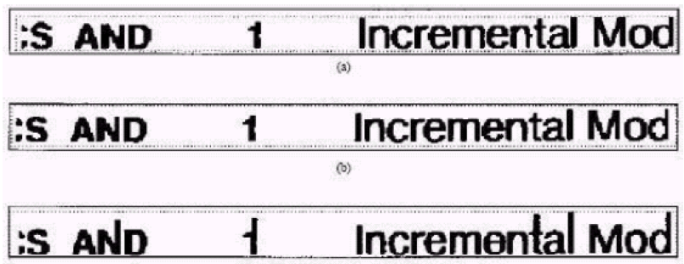 :S AND 1 Incremental Mod
(a)
:S AND 1 Incremental Mod
(b)
:S AND 1 Incremental Mod